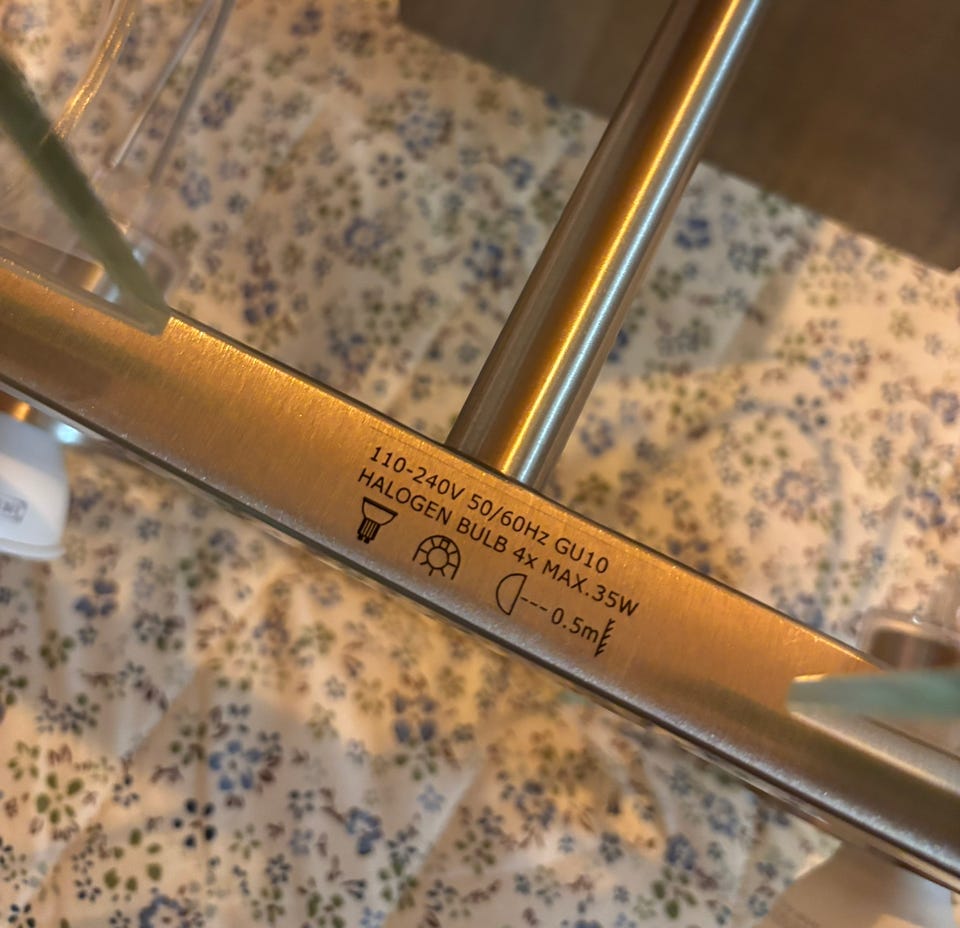 110-240V 50/60Hz GU10
HALOGEN BULB 4x MAX.35W
0.5m